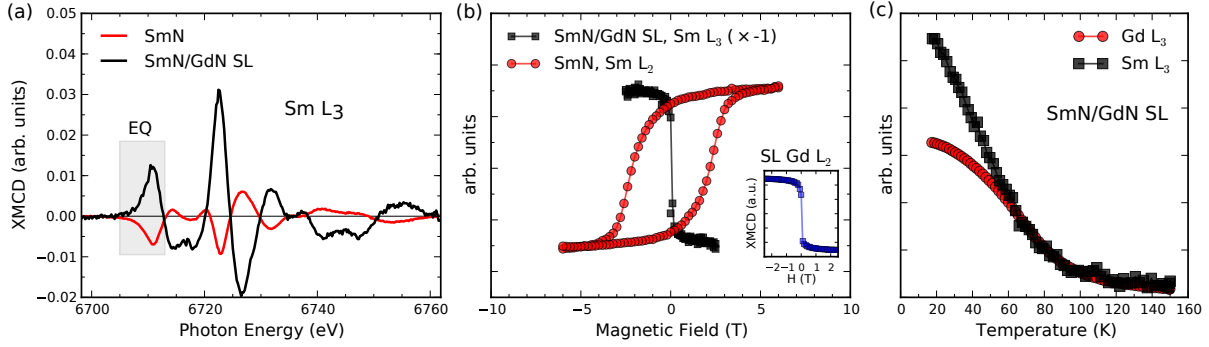 (a)
0.05
0.04
0.03
0.02
0.01
0.00
−0.01
−0.02
XMCD (arb. units)
6700
6720
6740
6760
Photon Energy (eV)
SmN
SmN/GdN SL
EQ
Sm L3
(b)
arb. units
−10
−5
0
5
10
Magnetic Field (T)
SmN/GdN SL, Sm L3 (×-1)
SmN, Sm L2
SL Gd L2
XMCD (a.u.)
−2
−1
0
1
2
H (T)
(c)
arb. units
0
20
40
60
80
100
120
140
160
Temperature (K)
Gd L3
Sm L3
SmN/GdN SL